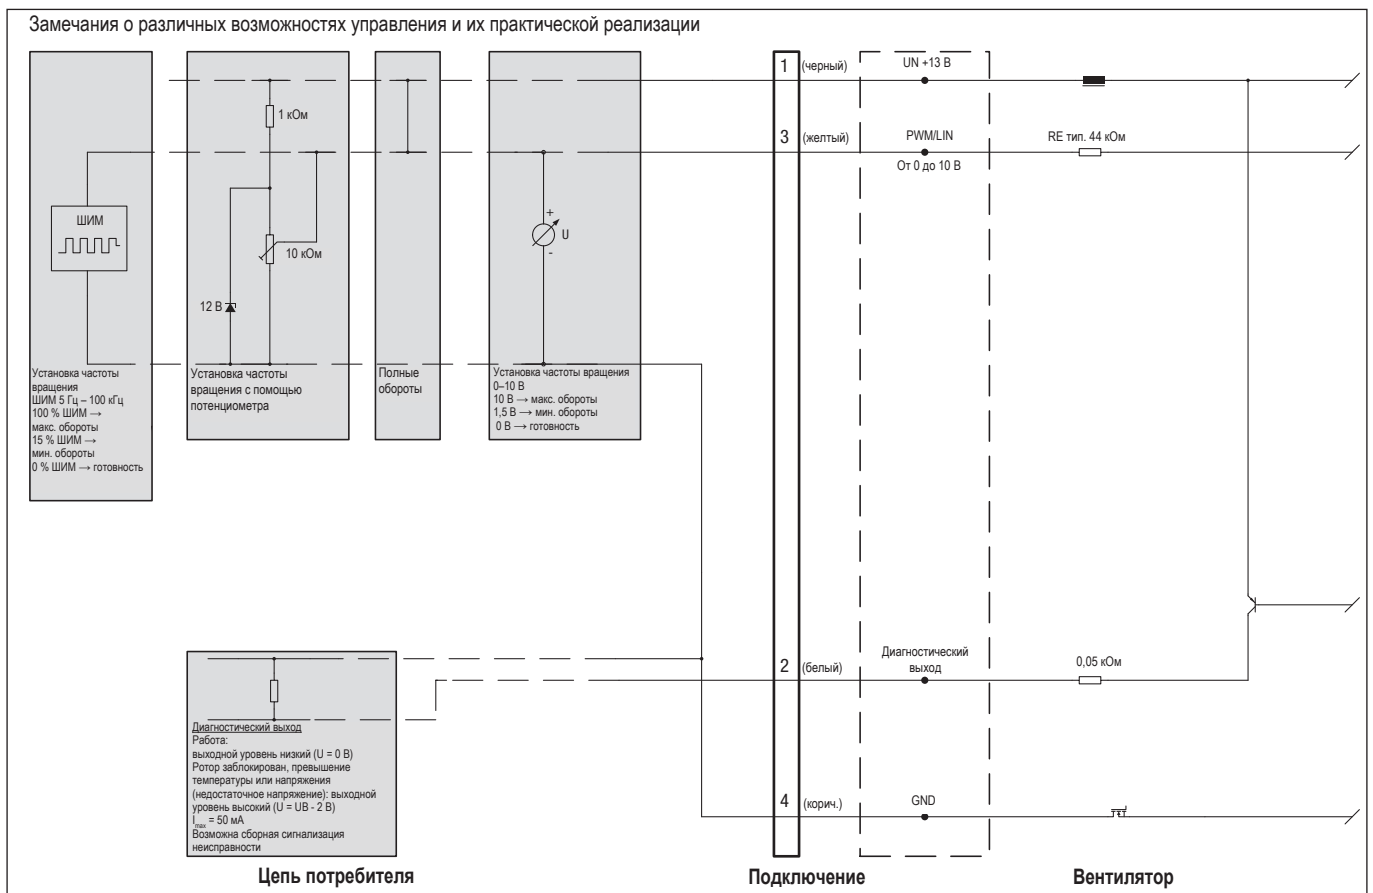 Замечания о различных возможностях управления и их практической реализации
1 (черный)
UN +13 В
1 кОм
3 (желтый)
PWM/LIN
От 0 до 10 В
RE тип. 44 кОм
ШИМ
10 кОм
12 В
+
U
-
Установка частоты
вращения
ШИМ 5 Гц – 100 кГц
100 % ШИМ →
макс. обороты
15 % ШИМ →
мин. обороты
0 % ШИМ → готовность
Установка частоты
вращения с помощью
потенциометра
Полные
обороты
Установка частоты вращения
0–10 В
10 В → макс. обороты
1,5 В → мин. обороты
0 В → готовность
2 (белый)
Диагностический
выход
0,05 кОм
Диагностический выход
Работа:
выходной уровень низкий (U = 0 В)
Ротор заблокирован, превышение
температуры или напряжения
(недостаточное напряжение): выходной
уровень высокий (U = UB - 2 В)
Imax = 50 мА
Возможна сборная сигнализация
неисправности
4 (корич.)
GND
Цепь потребителя
Подключение
Вентилятор